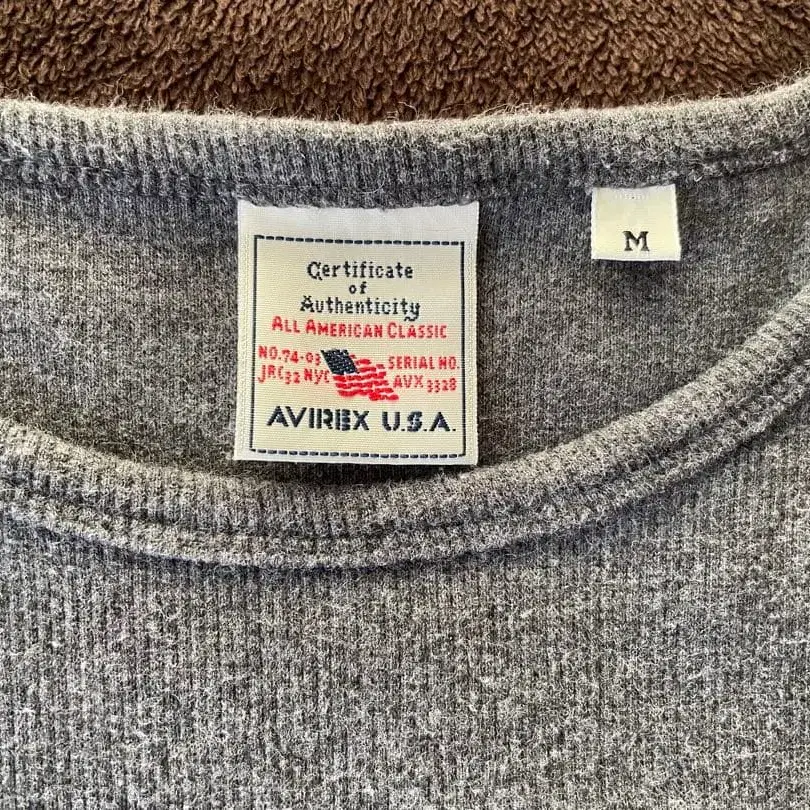 Certificate
of
Authenticity
ALL AMERICAN CLASSIC
NO.74-03 SERIAL NO.
JRC32 NYC AVX 3328
AVIREX U.S.A.
M